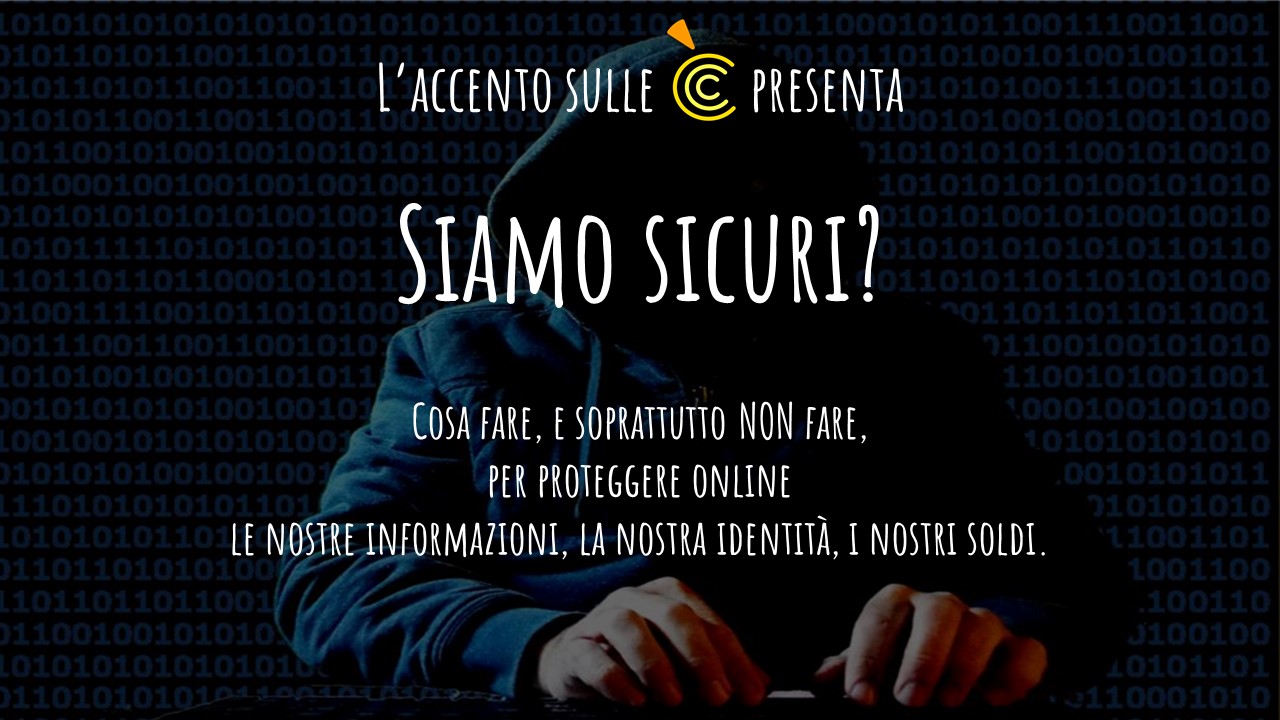 L'accento sulle C presenta
Siamo sicuri?
Cosa fare, e soprattutto NON fare,
per proteggere online
le nostre informazioni, la nostra identità, i nostri soldi.